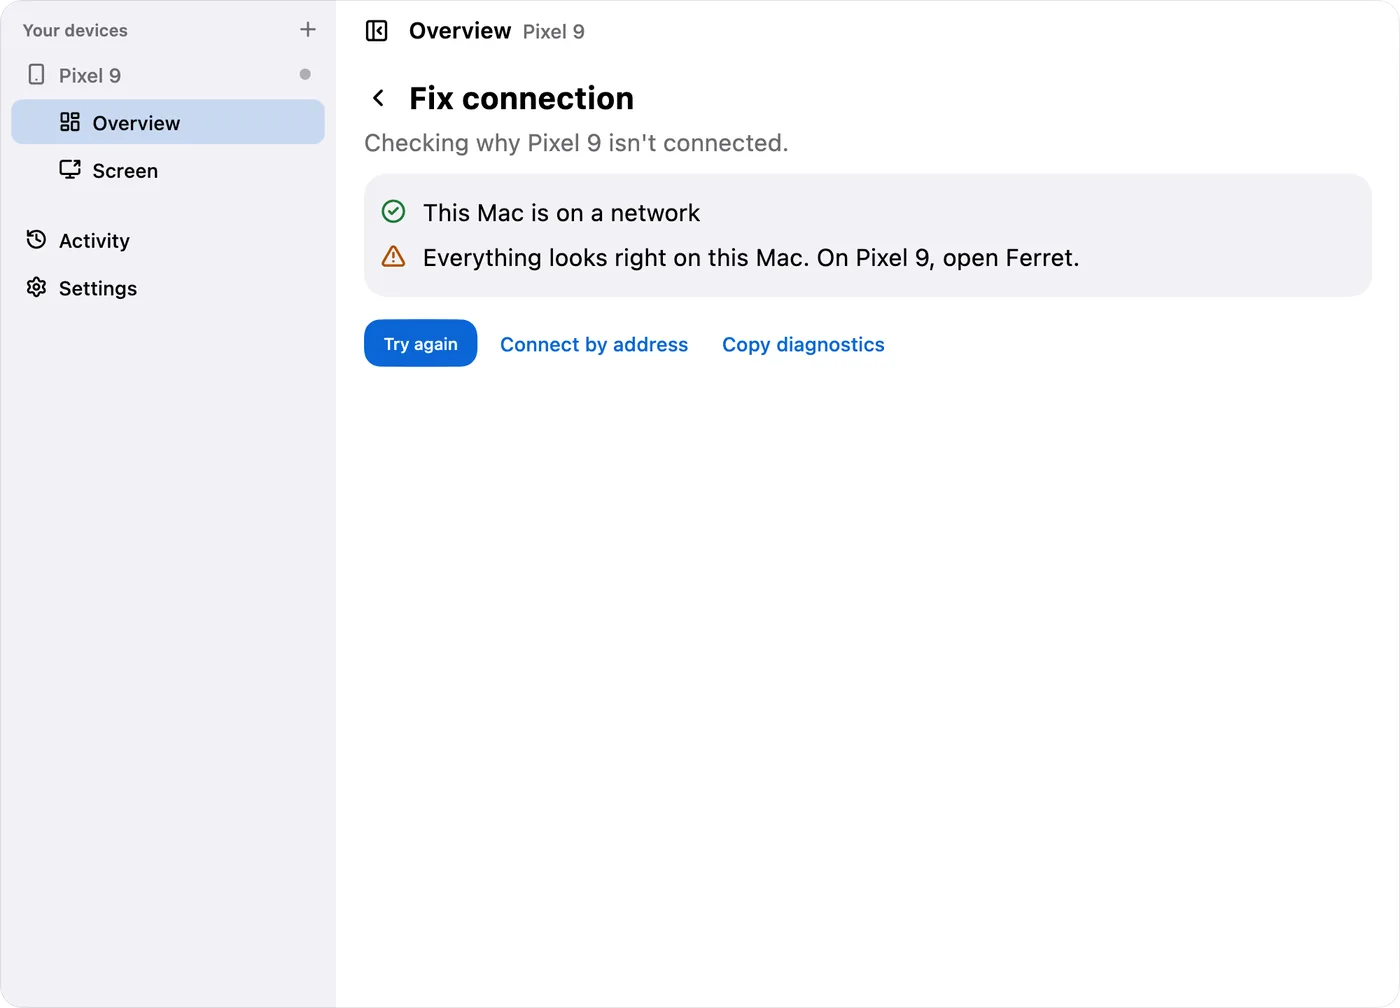 Your devices
Pixel 9
Overview
Screen
Activity
Settings
Overview Pixel 9
Fix connection
Checking why Pixel 9 isn't connected.
This Mac is on a network
Everything looks right on this Mac. On Pixel 9, open Ferret.
Try again Connect by address Copy diagnostics